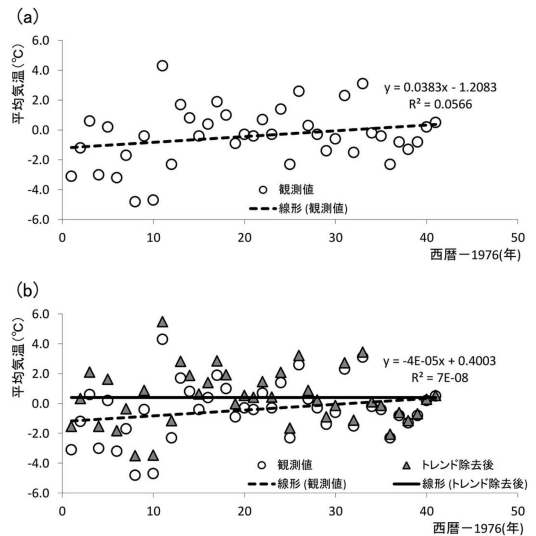 (a)
平均気温(℃)
6.0
4.0
2.0
0.0
-2.0
-4.0
-6.0
y = 0.0383x - 1.2083
R² = 0.0566
観測値
線形 (観測値)
0
10
20
30
40
50
西暦－1976(年)
(b)
平均気温(℃)
6.0
4.0
2.0
0.0
-2.0
-4.0
-6.0
y = -4E-05x + 0.4003
R² = 7E-08
観測値
トレンド除去後
線形 (観測値)
線形 (トレンド除去後)
0
10
20
30
40
50
西暦－1976(年)